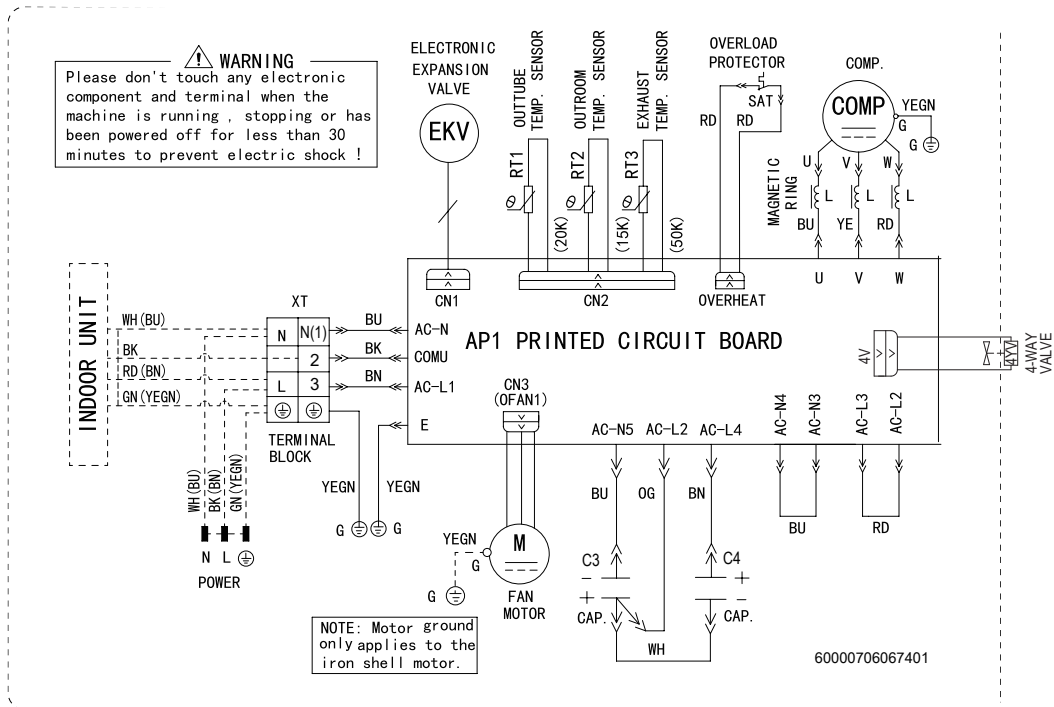 WARNING
Please don't touch any electronic
component and terminal when the
machine is running , stopping or has
been powered off for less than 30
minutes to prevent electric shock !
ELECTRONIC
EXPANSION
VALVE
EKV
OUTTUBE
TEMP. SENSOR
OUTROOM
TEMP. SENSOR
EXHAUST
TEMP. SENSOR
RT1
RT2
RT3
θ
θ
θ
(20K)
(15K)
(50K)
OVERLOAD
PROTECTOR
SAT
RD
RD
COMP.
COMP
YEGN
G
G
U
V
W
MAGNETIC
RING
L
L
L
BU
YE
RD
U
V
W
CN1
CN2
OVERHEAT
INDOOR UNIT
WH(BU)
BK
RD(BN)
GN(YEGN)
XT
N
N(1)
2
L
3
TERMINAL
BLOCK
BU
BK
BN
AC-N
COMU
AC-L1
E
AP1 PRINTED CIRCUIT BOARD
4V
4YV
4-WAY
VALVE
CN3
(OFAN1)
AC-N5
AC-L2
AC-L4
AC-N4
AC-N3
AC-L3
AC-L2
WH(BU)
BK(BN)
GN(YEGN)
N
L
POWER
YEGN
YEGN
G
G
YEGN
G
G
M
FAN
MOTOR
BU
OG
BN
BU
RD
C3
-
+
CAP.
C4
+
-
CAP.
WH
NOTE: Motor ground
only applies to the
iron shell motor.
60000706067401